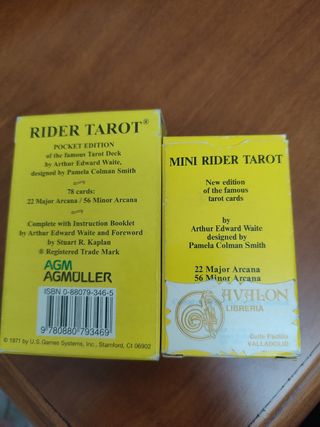 RIDER TAROT®
POCKET EDITION
of the famous Tarot Deck
by Arthur Edward Waite,
designed by Pamela Colman Smith
78 cards:
22 Major Arcana / 56 Minor Arcana
Complete with Instruction Booklet
by Arthur Edward Waite and Foreword
by Stuart R. Kaplan
® Registered Trade Mark
AGM
AGMÜLLER
ISBN 0-88079-346-5
9 780880 793469
© 1971 by U.S. Games Systems, Inc., Stamford, Ct 06902
MINI RIDER TAROT
New edition
of the famous
tarot cards
by
Arthur Edward Waite
designed by
Pamela Colman Smith
22 Major Arcana
56 Minor Arcana
AVALON
LIBRERIA
VALLADOLID